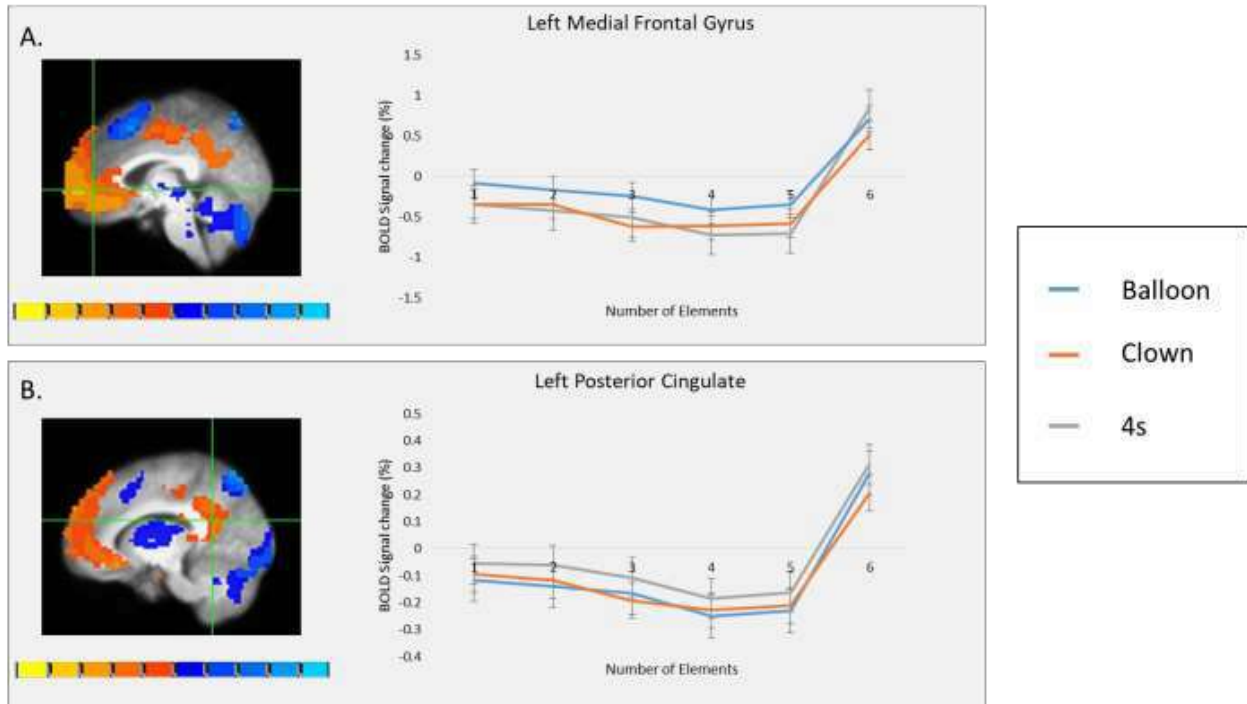 A.
Left Medial Frontal Gyrus
BOLD Signal change (%)
1.5
1
0.5
0
-0.5
-1
-1.5
1 2 3 4 5 6
Number of Elements
B.
Left Posterior Cingulate
BOLD Signal change (%)
0.5
0.4
0.3
0.2
0.1
0
-0.1
-0.2
-0.3
-0.4
1 2 3 4 5 6
Number of Elements
Balloon
Clown
4s